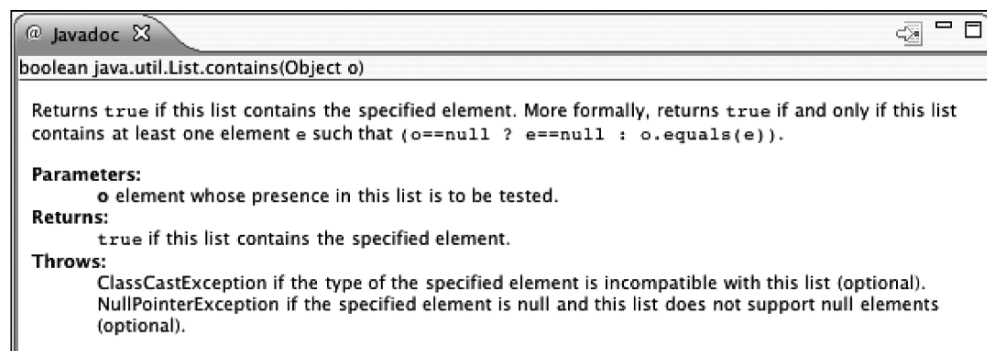 @ Javadoc
boolean java.util.List.contains(Object o)
Returns true if this list contains the specified element. More formally, returns true if and only if this list
contains at least one element e such that (o==null ? e==null : o.equals(e)).
Parameters:
o element whose presence in this list is to be tested.
Returns:
true if this list contains the specified element.
Throws:
ClassCastException if the type of the specified element is incompatible with this list (optional).
NullPointerException if the specified element is null and this list does not support null elements
(optional).